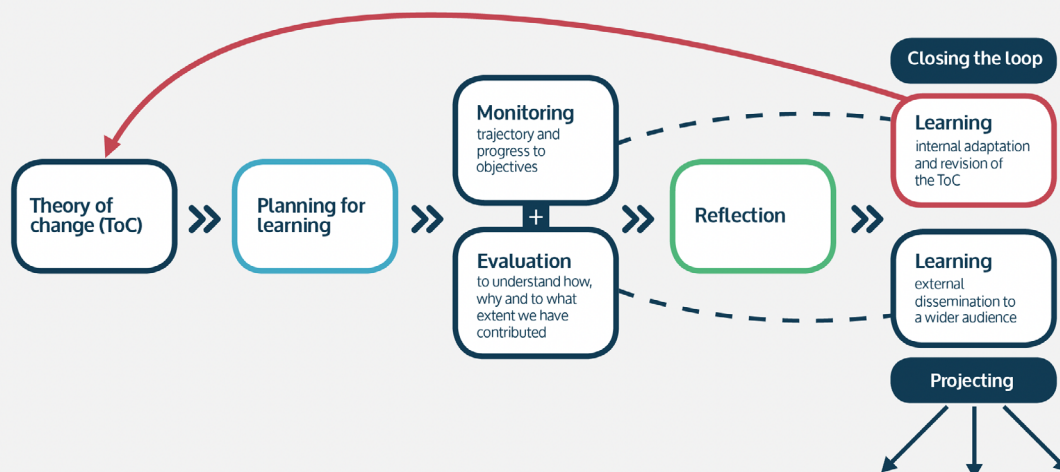 Closing the loop
Theory of
change (ToC)
Planning for
learning
Monitoring
trajectory and
progress to
objectives
+
Evaluation
to understand how,
why and to what
extent we have
contributed
Reflection
Learning
internal adaptation
and revision of
the ToC
Learning
external
dissemination to
a wider audience
Projecting